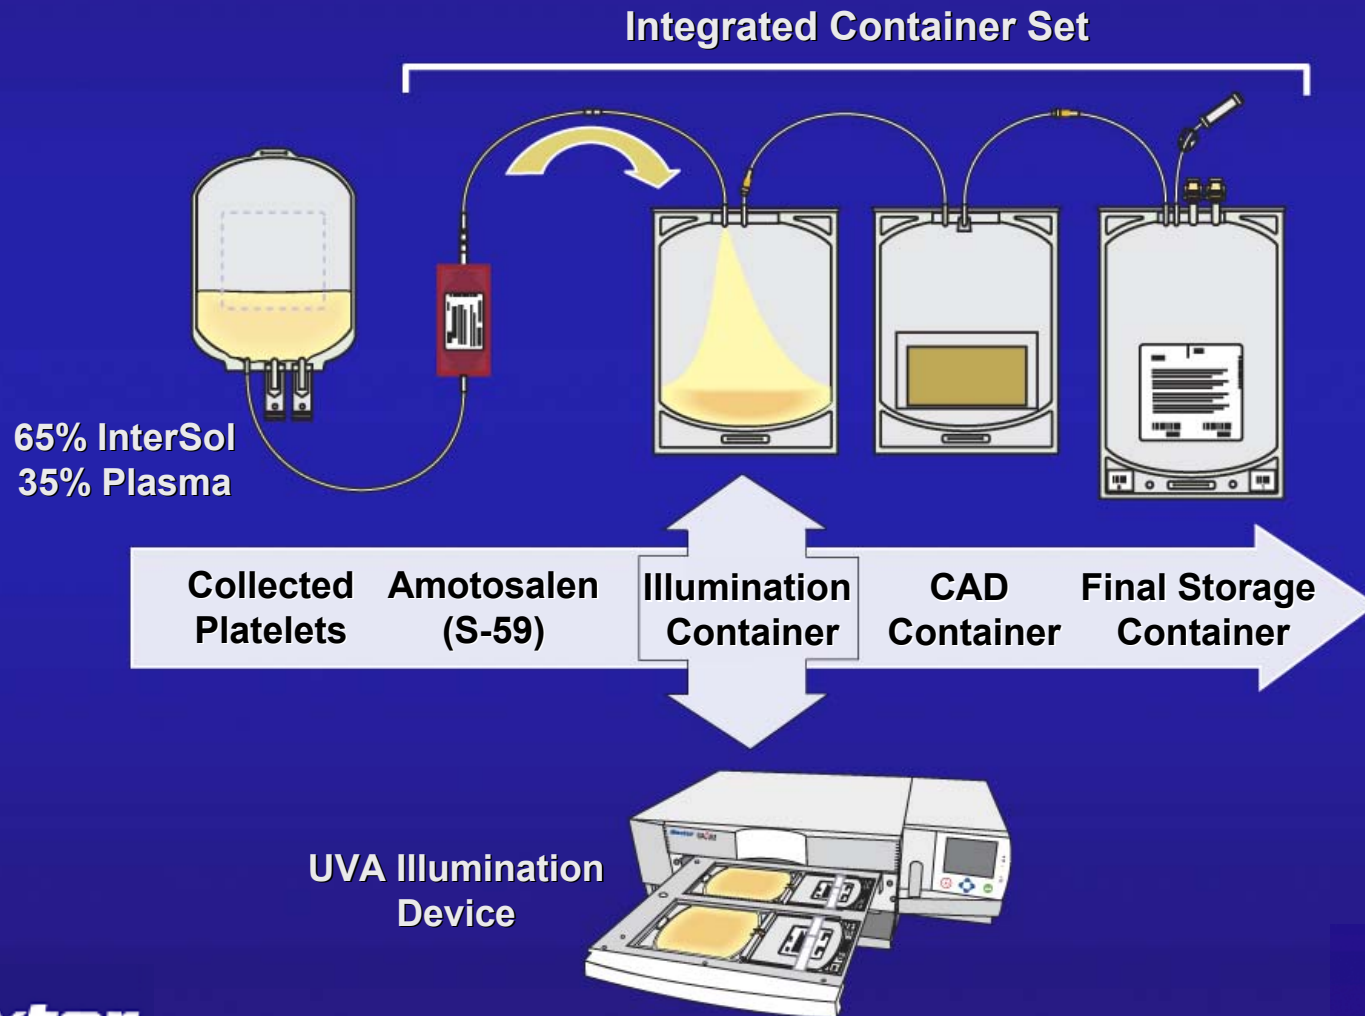 Integrated Container Set
65% InterSol
35% Plasma
Collected
Platelets
Amotosalen
(S-59)
Illumination
Container
CAD
Container
Final Storage
Container
UVA Illumination
Device